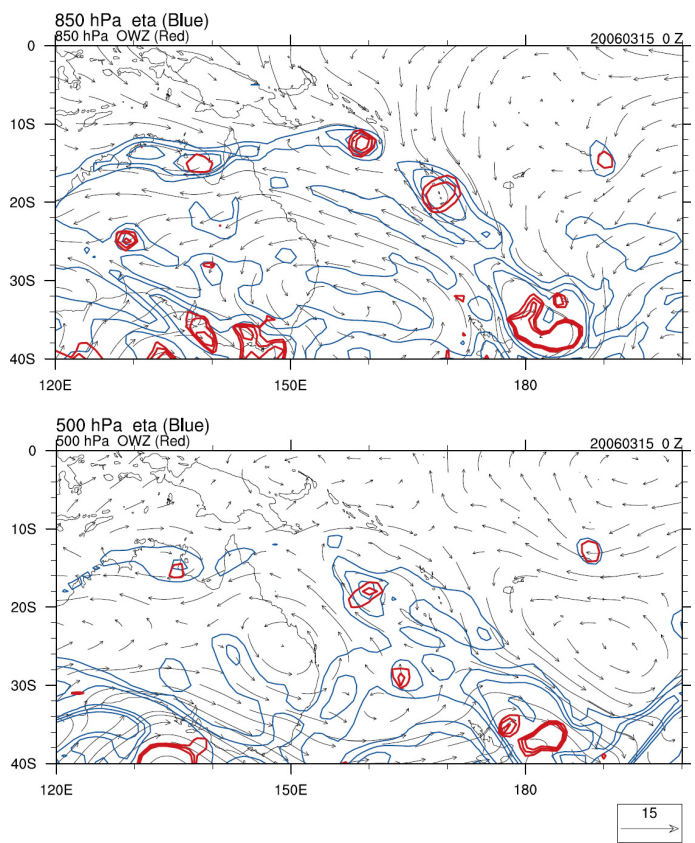 850 hPa eta (Blue)
850 hPa OWZ (Red) 20060315 0 Z
0
10S
20S
30S
40S
120E 150E 180
500 hPa eta (Blue)
500 hPa OWZ (Red) 20060315 0 Z
0
10S
20S
30S
40S
120E 150E 180
15